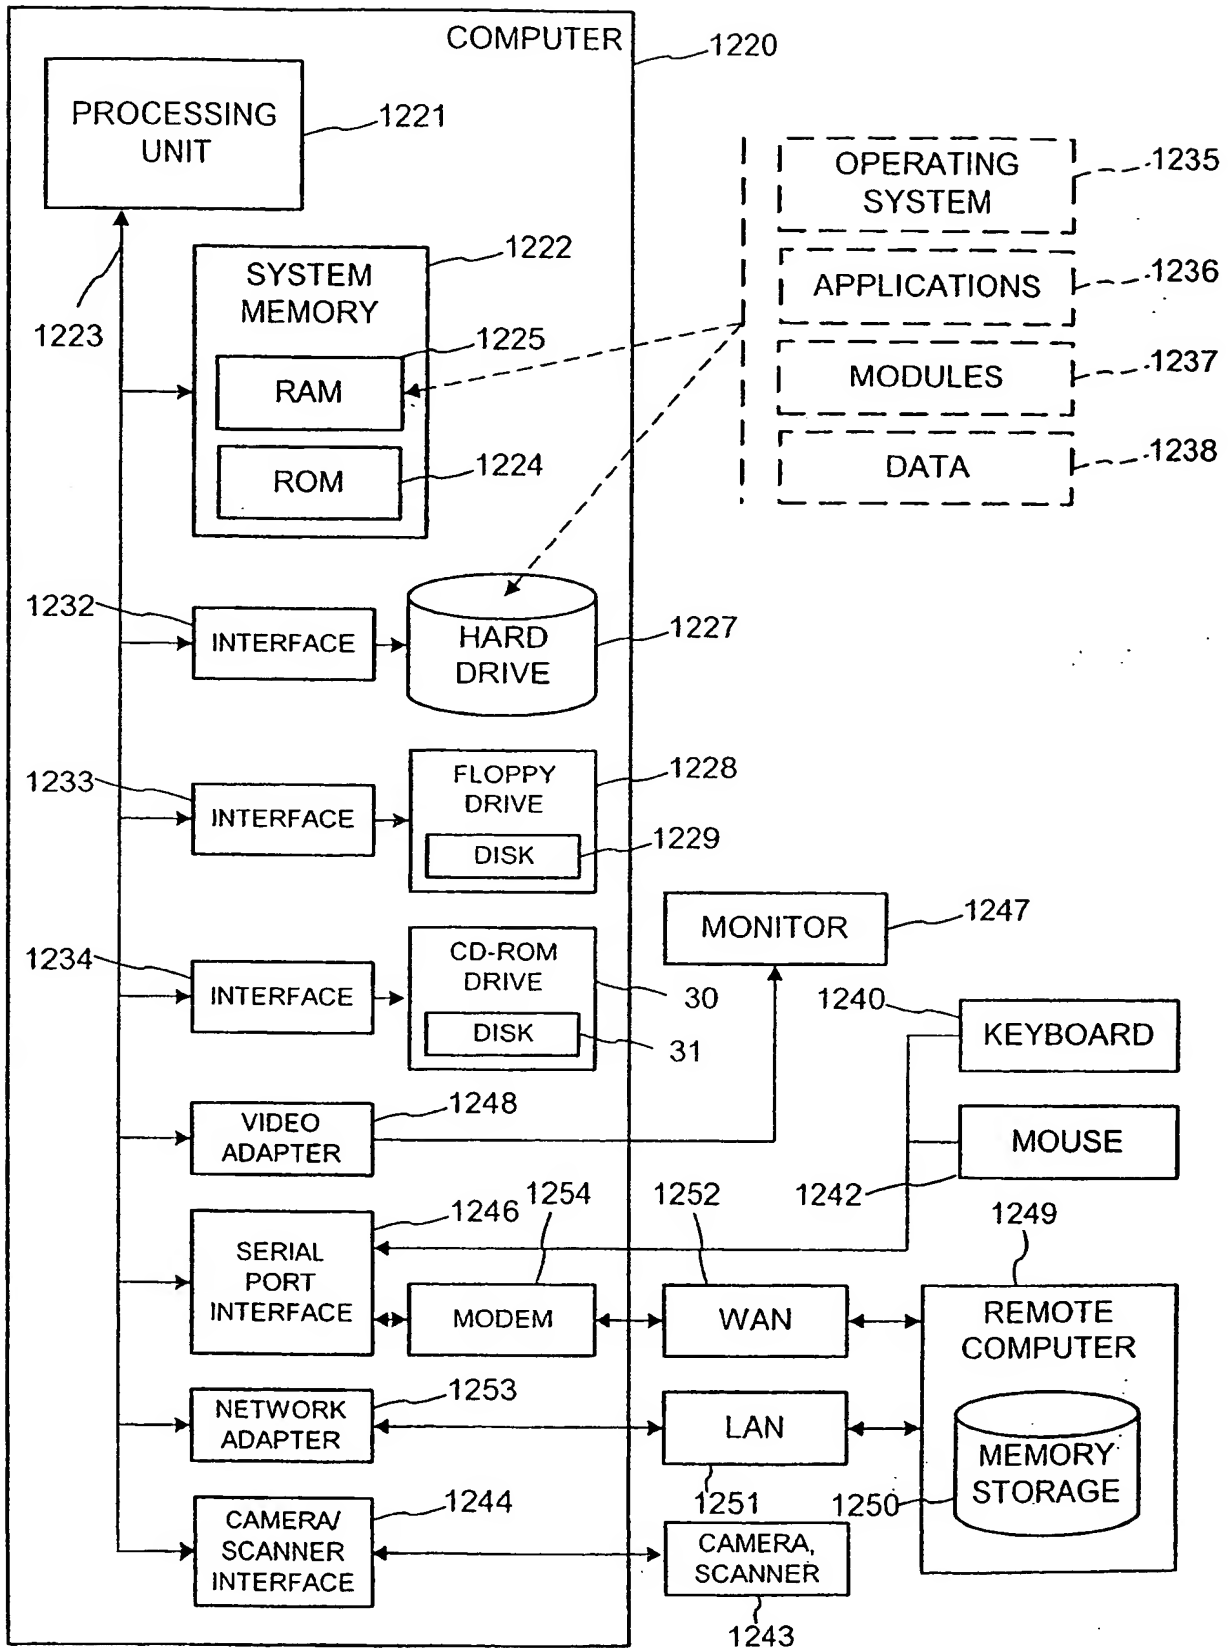 COMPUTER
1220
PROCESSING
UNIT
1221
1223
SYSTEM
MEMORY
1222
RAM
1225
ROM
1224
OPERATING
SYSTEM
1235
APPLICATIONS
1236
MODULES
1237
DATA
1238
1232
INTERFACE
HARD
DRIVE
1227
1233
INTERFACE
FLOPPY
DRIVE
1228
DISK
1229
1234
INTERFACE
CD-ROM
DRIVE
30
DISK
31
MONITOR
1247
1240
KEYBOARD
MOUSE
1242
VIDEO
ADAPTER
1248
SERIAL
PORT
INTERFACE
1246
1254
MODEM
1252
WAN
1249
REMOTE
COMPUTER
MEMORY
STORAGE
1250
NETWORK
ADAPTER
1253
LAN
1251
CAMERA/
SCANNER
INTERFACE
1244
CAMERA,
SCANNER
1243